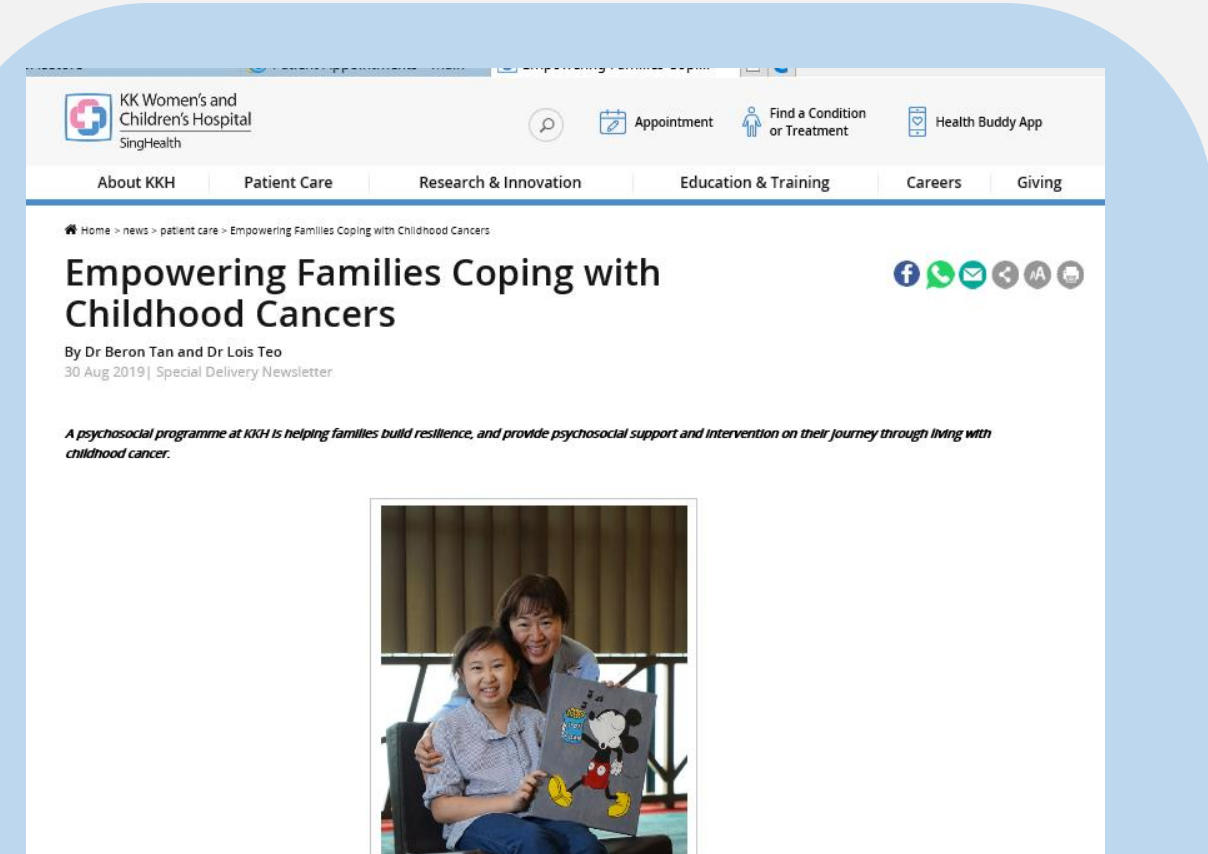 KK Women's and
Children's Hospital
SingHealth
Appointment
Find a Condition
or Treatment
Health Buddy App
About KKH
Patient Care
Research & Innovation
Education & Training
Careers
Giving
Home > news > patient care > Empowering Families Coping with Childhood Cancers
Empowering Families Coping with
Childhood Cancers
By Dr Beron Tan and Dr Lois Teo
30 Aug 2019| Special Delivery Newsletter
A psychosocial programme at KKH is helping families build resilience, and provide psychosocial support and intervention on their journey through living with
childhood cancer.